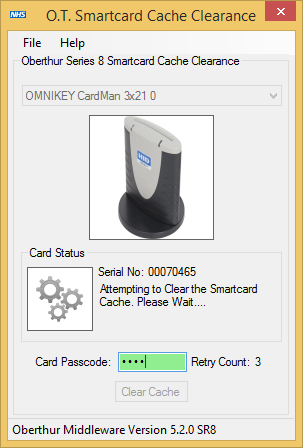 NHS O.T. Smartcard Cache Clearance
File Help
Oberthur Series 8 Smartcard Cache Clearance
OMNIKEY CardMan 3x21 0
HID
Card Status
Serial No: 00070465
Attempting to Clear the Smartcard
Cache. Please Wait....
Card Passcode: •••• Retry Count: 3
Clear Cache
Oberthur Middleware Version 5.2.0 SR8